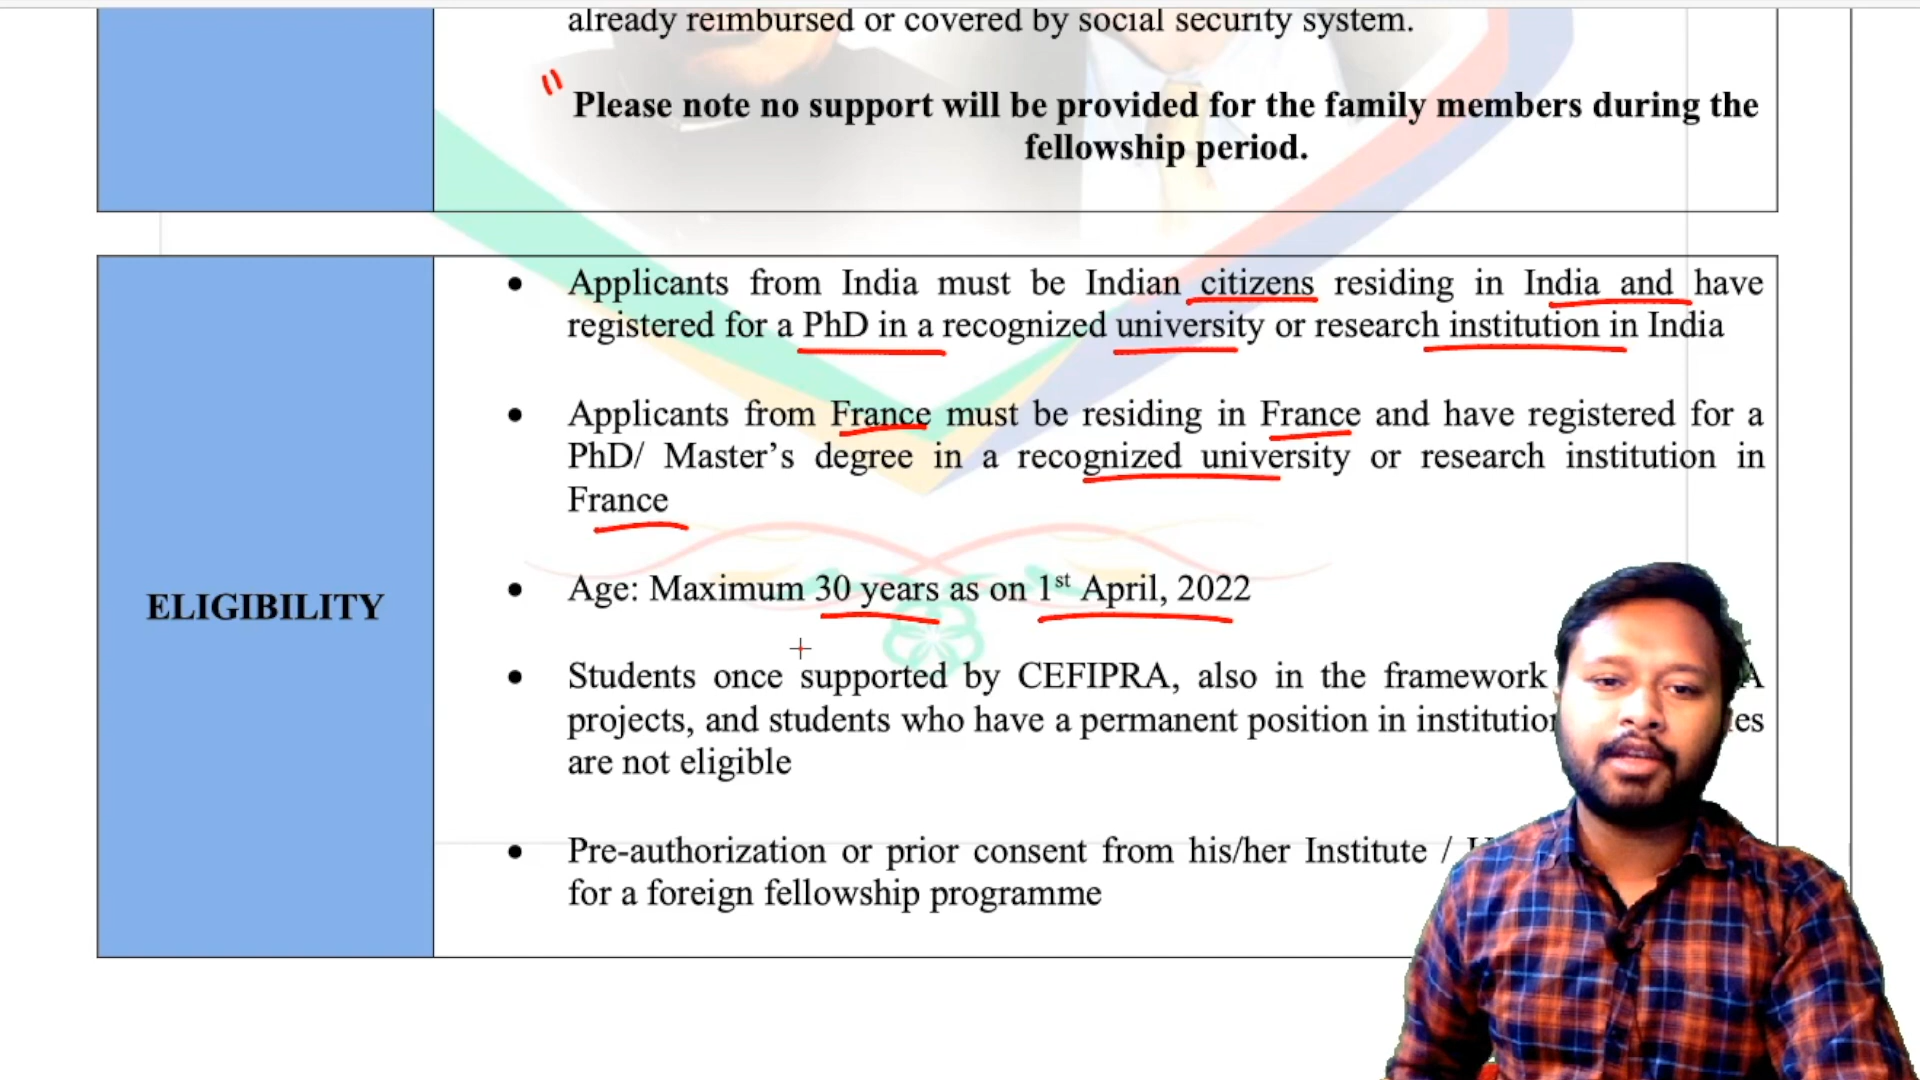 already reimbursed or covered by social security system.
Please note no support will be provided for the family members during the
fellowship period.
• Applicants from India must be Indian citizens residing in India and have
registered for a PhD in a recognized university or research institution in India
• Applicants from France must be residing in France and have registered for a
PhD/ Master’s degree in a recognized university or research institution in
France
ELIGIBILITY
• Age: Maximum 30 years as on 1st April, 2022
• Students once supported by CEFIPRA, also in the framework
projects, and students who have a permanent position in
are not eligible
• Pre-authorization or prior consent from his/her Institute /
for a foreign fellowship programme